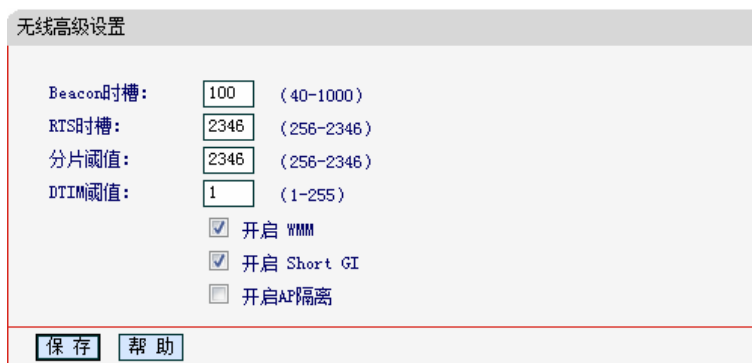 无线高级设置
Beacon时槽: 100 (40-1000)
RTS时槽: 2346 (256-2346)
分片阈值: 2346 (256-2346)
DTIM阈值: 1 (1-255)
开启 WMM
开启 Short GI
开启AP隔离
保 存 帮 助